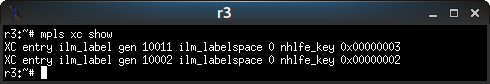 r3
r3:~# mpls xc show
XC entry ilm_label gen 10011 ilm_labelspace 0 nhlfe_key 0x00000003
XC entry ilm_label gen 10002 ilm_labelspace 0 nhlfe_key 0x00000002
r3:~#